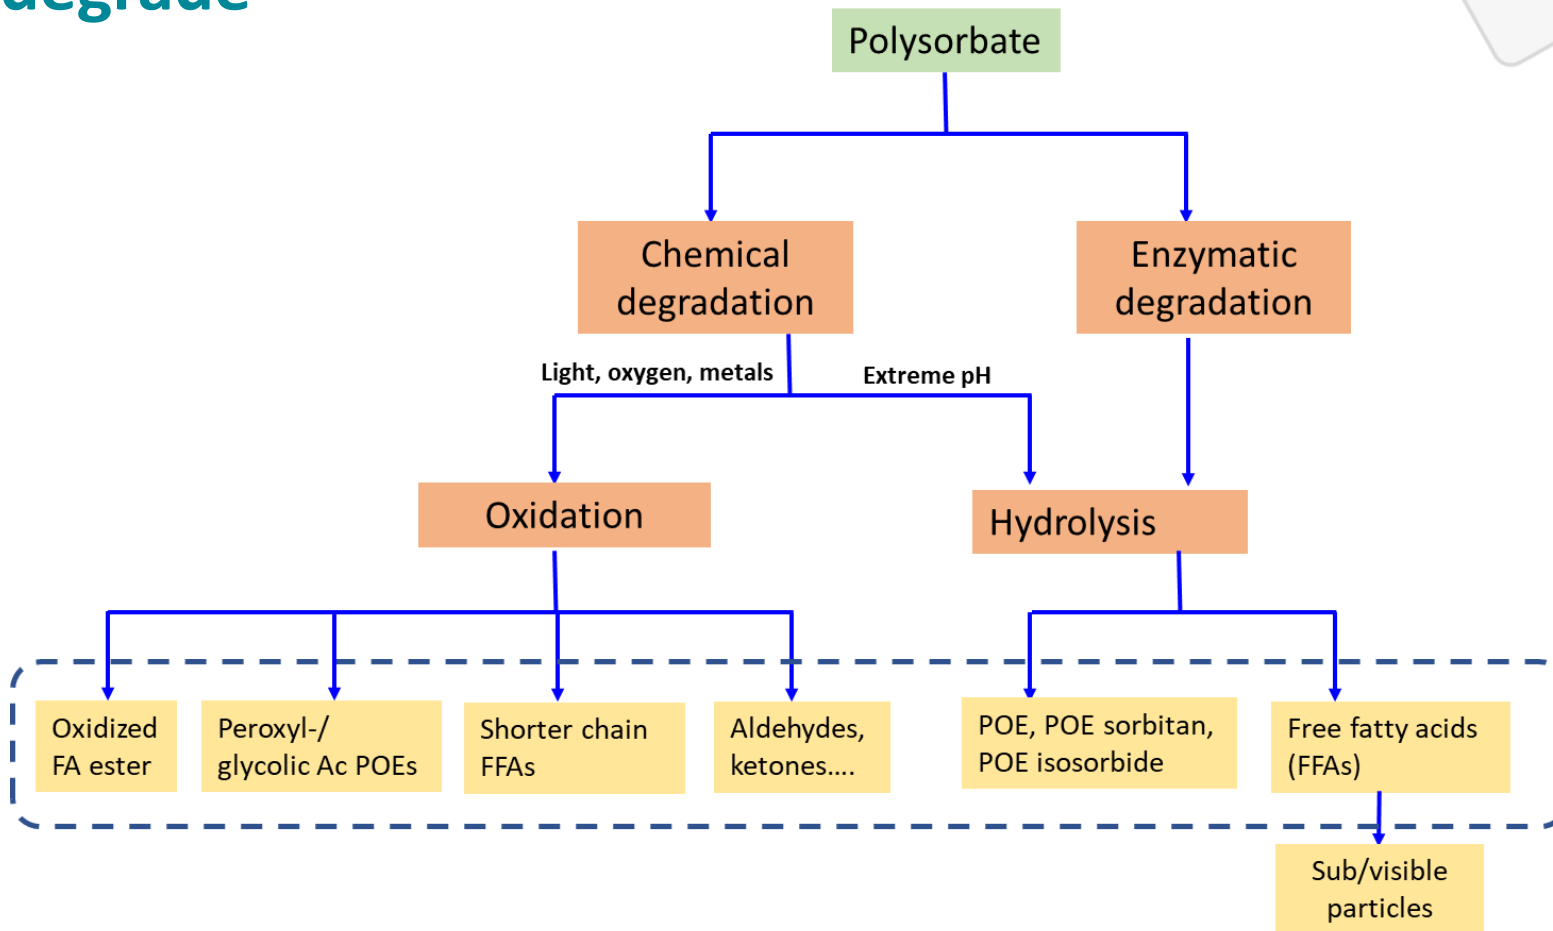 degrade
Polysorbate
Chemical
degradation
Enzymatic
degradation
Light, oxygen, metals
Extreme pH
Oxidation
Hydrolysis
Oxidized
FA ester
Peroxyl-/
glycolic Ac POEs
Shorter chain
FFAs
Aldehydes,
ketones....
POE, POE sorbitan,
POE isosorbide
Free fatty acids
(FFAs)
Sub/visible
particles